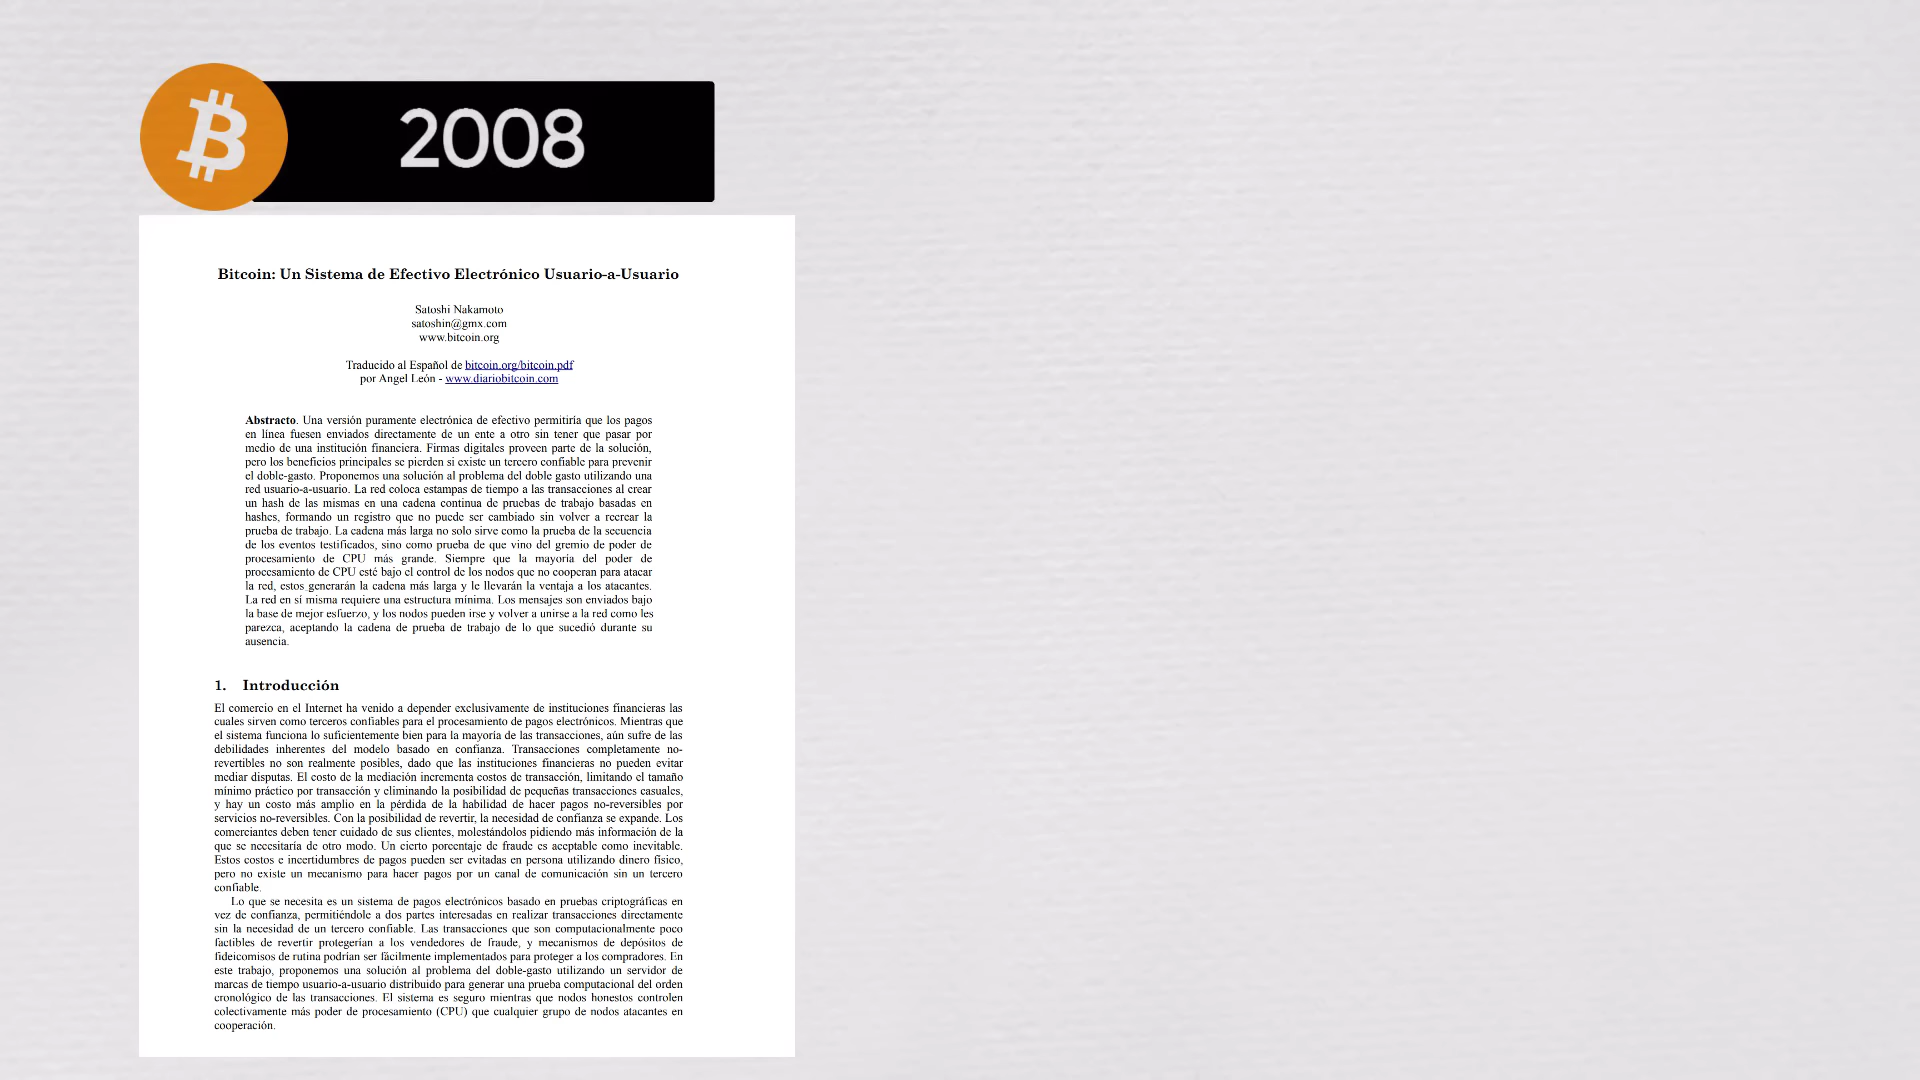 2008
Bitcoin: Un Sistema de Efectivo Electrónico Usuario-a-Usuario
Satoshi Nakamoto
satoshin@gmx.com
www.bitcoin.org
Traducido al Español de bitcoin.org/bitcoin.pdf
por Angel León - www.diariobitcoin.com
Abstracto. Una versión puramente electrónica de efectivo permitiría que los pagos
en línea fuesen enviados directamente de un ente a otro sin tener que pasar por
medio de una institución financiera. Firmas digitales proveen parte de la solución,
pero los beneficios principales se pierden si existe un tercero confiable para prevenir
el doble-gasto. Proponemos una solución al problema del doble gasto utilizando una
red usuario-a-usuario. La red coloca estampas de tiempo a las transacciones al crear
un hash de las mismas en una cadena continua de pruebas de trabajo basadas en
hashes, formando un registro que no puede ser cambiado sin volver a recrear la
prueba de trabajo. La cadena más larga no solo sirve como la prueba de la secuencia
de los eventos testificados, sino como prueba de que vino del gremio de poder de
procesamiento de CPU más grande. Siempre que la mayoría del poder de
procesamiento de CPU esté bajo el control de los nodos que no cooperan para atacar
la red, estos generarán la cadena más larga y le llevarán la ventaja a los atacantes.
La red en sí misma requiere una estructura mínima. Los mensajes son enviados bajo
la base de mejor esfuerzo, y los nodos pueden irse y volver a unirse a la red como les
parezca, aceptando la cadena de prueba de trabajo de lo que sucedió durante su
ausencia.
1. Introducción
El comercio en el Internet ha venido a depender exclusivamente de instituciones financieras las
cuales sirven como terceros confiables para el procesamiento de pagos electrónicos. Mientras que
el sistema funciona lo suficientemente bien para la mayoría de las transacciones, aún sufre de las
debilidades inherentes del modelo basado en confianza. Transacciones completamente no-
revertibles no son realmente posibles, dado que las instituciones financieras no pueden evitar
mediar disputas. El costo de la mediación incrementa costos de transacción, limitando el tamaño
mínimo práctico por transacción y eliminando la posibilidad de pequeñas transacciones casuales,
y hay un costo más amplio en la pérdida de la habilidad de hacer pagos no-reversibles por
servicios no-reversibles. Con la posibilidad de revertir, la necesidad de confianza se expande. Los
comerciantes deben tener cuidado de sus clientes, molestándolos pidiendo más información de la
que se necesitaría de otro modo. Un cierto porcentaje de fraude es aceptable como inevitable.
Estos costos e incertidumbres de pagos pueden ser evitadas en persona utilizando dinero físico,
pero no existe un mecanismo para hacer pagos por un canal de comunicación sin un tercero
confiable.
Lo que se necesita es un sistema de pagos electrónicos basado en pruebas criptográficas en
vez de confianza, permitiéndole a dos partes interesadas en realizar transacciones directamente
sin la necesidad de un tercero confiable. Las transacciones que son computacionalmente poco
factibles de revertir protegerían a los vendedores de fraude, y mecanismos de depósitos de
fideicomisos de rutina podrían ser fácilmente implementados para proteger a los compradores. En
este trabajo, proponemos una solución al problema del doble-gasto utilizando un servidor de
marcas de tiempo usuario-a-usuario distribuido para generar una prueba computacional del orden
cronológico de las transacciones. El sistema es seguro mientras que nodos honestos controlen
colectivamente más poder de procesamiento (CPU) que cualquier grupo de nodos atacantes en
cooperación.